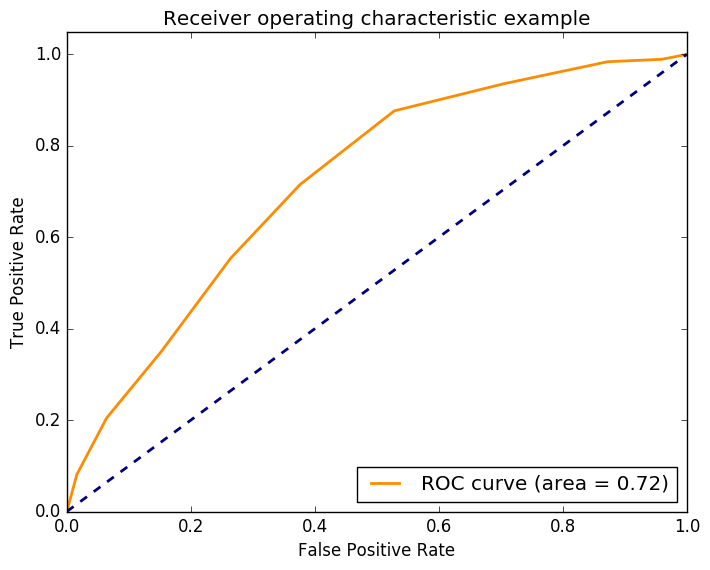 Receiver operating characteristic example
True Positive Rate
1.0
0.8
0.6
0.4
0.2
0.0
ROC curve (area = 0.72)
0.0 0.2 0.4 0.6 0.8 1.0
False Positive Rate